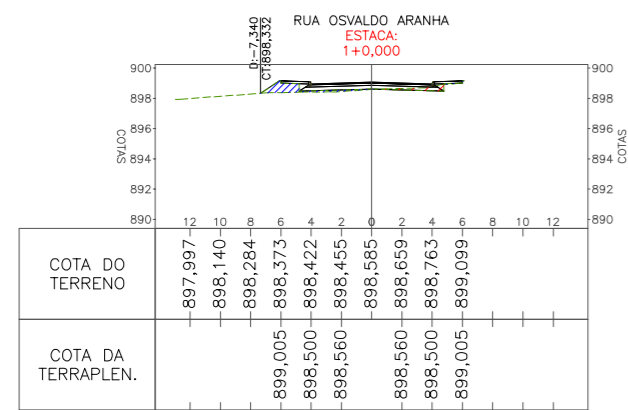 RUA OSVALDO ARANHA
ESTACA:
1+0,000
D:-7,340
CT:898,332
900
898
896
894
892
890
COTAS
900
898
896
894
892
890
COTAS
12 10 8 6 4 2 0 2 4 6 8 10 12
COTA DO
TERRENO
897,997 898,140 898,284 898,373 898,422 898,455 898,585 898,659 898,763 899,099
COTA DA
TERRAPLEN.
899,005 898,500 898,560 898,560 898,500 899,005